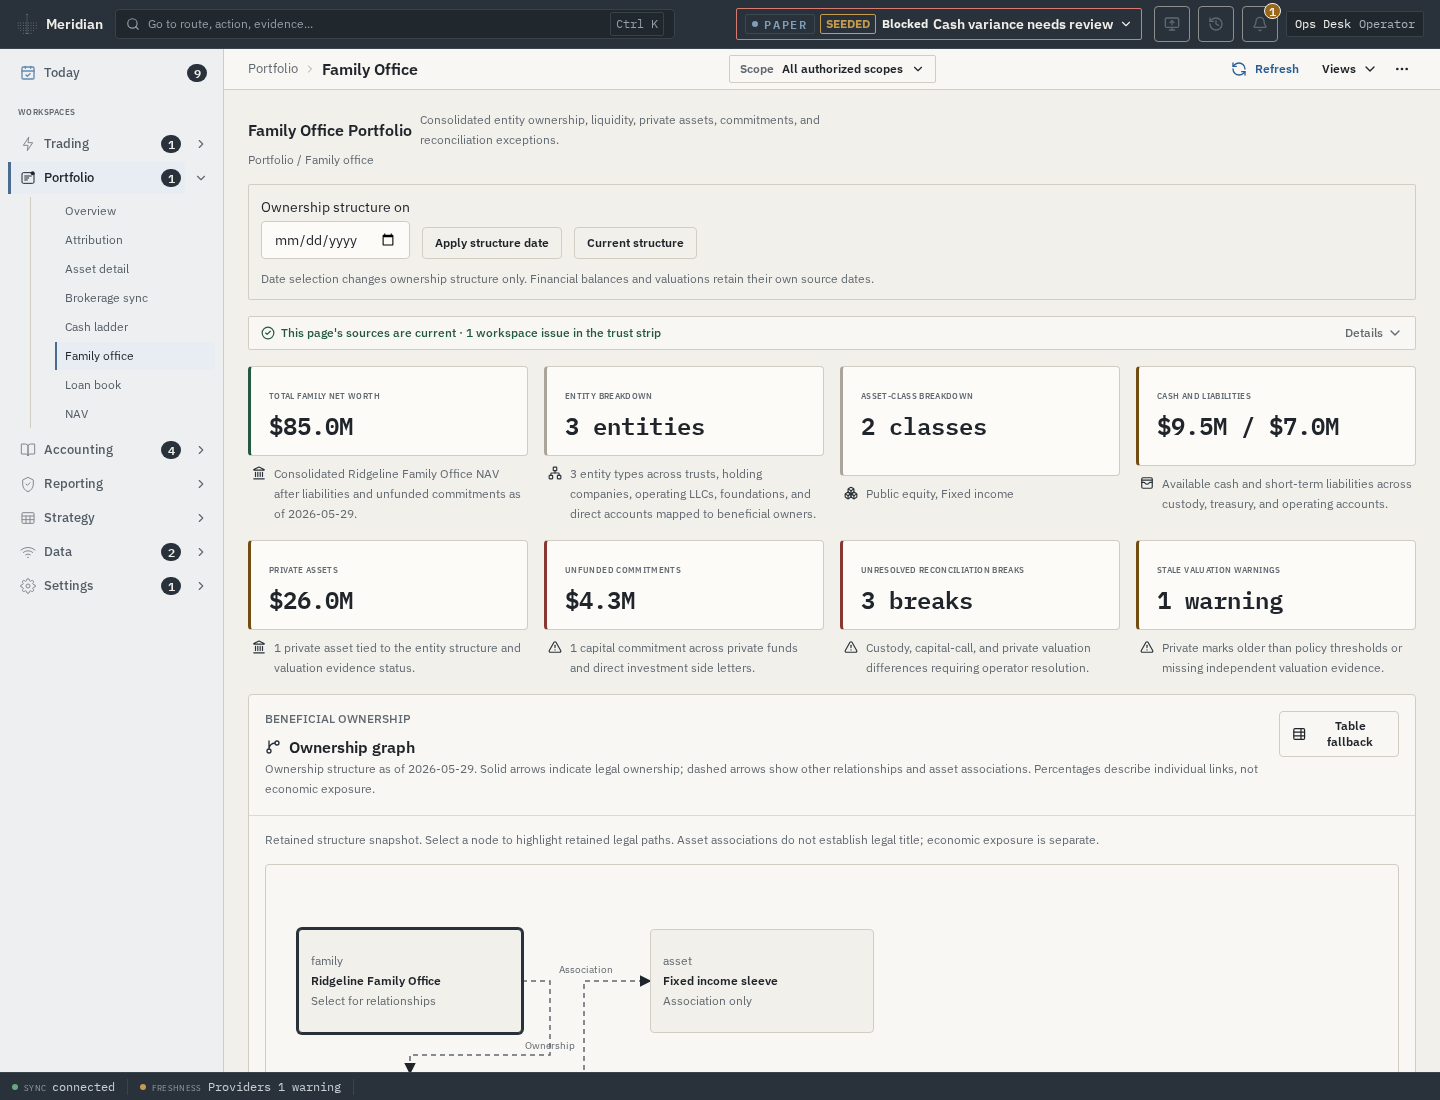 Meridian
Go to route, action, evidence...
Ctrl K
PAPER
SEEDED
Blocked Cash variance needs review
1
Ops Desk Operator
Today
9
WORKSPACES
Trading
1
Portfolio
1
Overview
Attribution
Asset detail
Brokerage sync
Cash ladder
Family office
Loan book
NAV
Accounting
4
Reporting
Strategy
Data
2
Settings
1
Portfolio
Family Office
Scope All authorized scopes
Refresh
Views
Family Office Portfolio
Consolidated entity ownership, liquidity, private assets, commitments, and
reconciliation exceptions.
Portfolio / Family office
Ownership structure on
mm/dd/yyyy
Apply structure date
Current structure
Date selection changes ownership structure only. Financial balances and valuations retain their own source dates.
This page's sources are current · 1 workspace issue in the trust strip
Details
TOTAL FAMILY NET WORTH
$85.0M
Consolidated Ridgeline Family Office NAV
after liabilities and unfunded commitments as
of 2026-05-29.
ENTITY BREAKDOWN
3 entities
3 entity types across trusts, holding
companies, operating LLCs, foundations, and
direct accounts mapped to beneficial owners.
ASSET-CLASS BREAKDOWN
2 classes
Public equity, Fixed income
CASH AND LIABILITIES
$9.5M / $7.0M
Available cash and short-term liabilities across
custody, treasury, and operating accounts.
PRIVATE ASSETS
$26.0M
1 private asset tied to the entity structure and
valuation evidence status.
UNFUNDED COMMITMENTS
$4.3M
1 capital commitment across private funds
and direct investment side letters.
UNRESOLVED RECONCILIATION BREAKS
3 breaks
Custody, capital-call, and private valuation
differences requiring operator resolution.
STALE VALUATION WARNINGS
1 warning
Private marks older than policy thresholds or
missing independent valuation evidence.
BENEFICIAL OWNERSHIP
Ownership graph
Ownership structure as of 2026-05-29. Solid arrows indicate legal ownership; dashed arrows show other relationships and asset associations. Percentages describe individual links, not
economic exposure.
Table
fallback
Retained structure snapshot. Select a node to highlight retained legal paths. Asset associations do not establish legal title; economic exposure is separate.
family
Ridgeline Family Office
Select for relationships
Association
Ownership
asset
Fixed income sleeve
Association only
SYNC connected
FRESHNESS Providers 1 warning